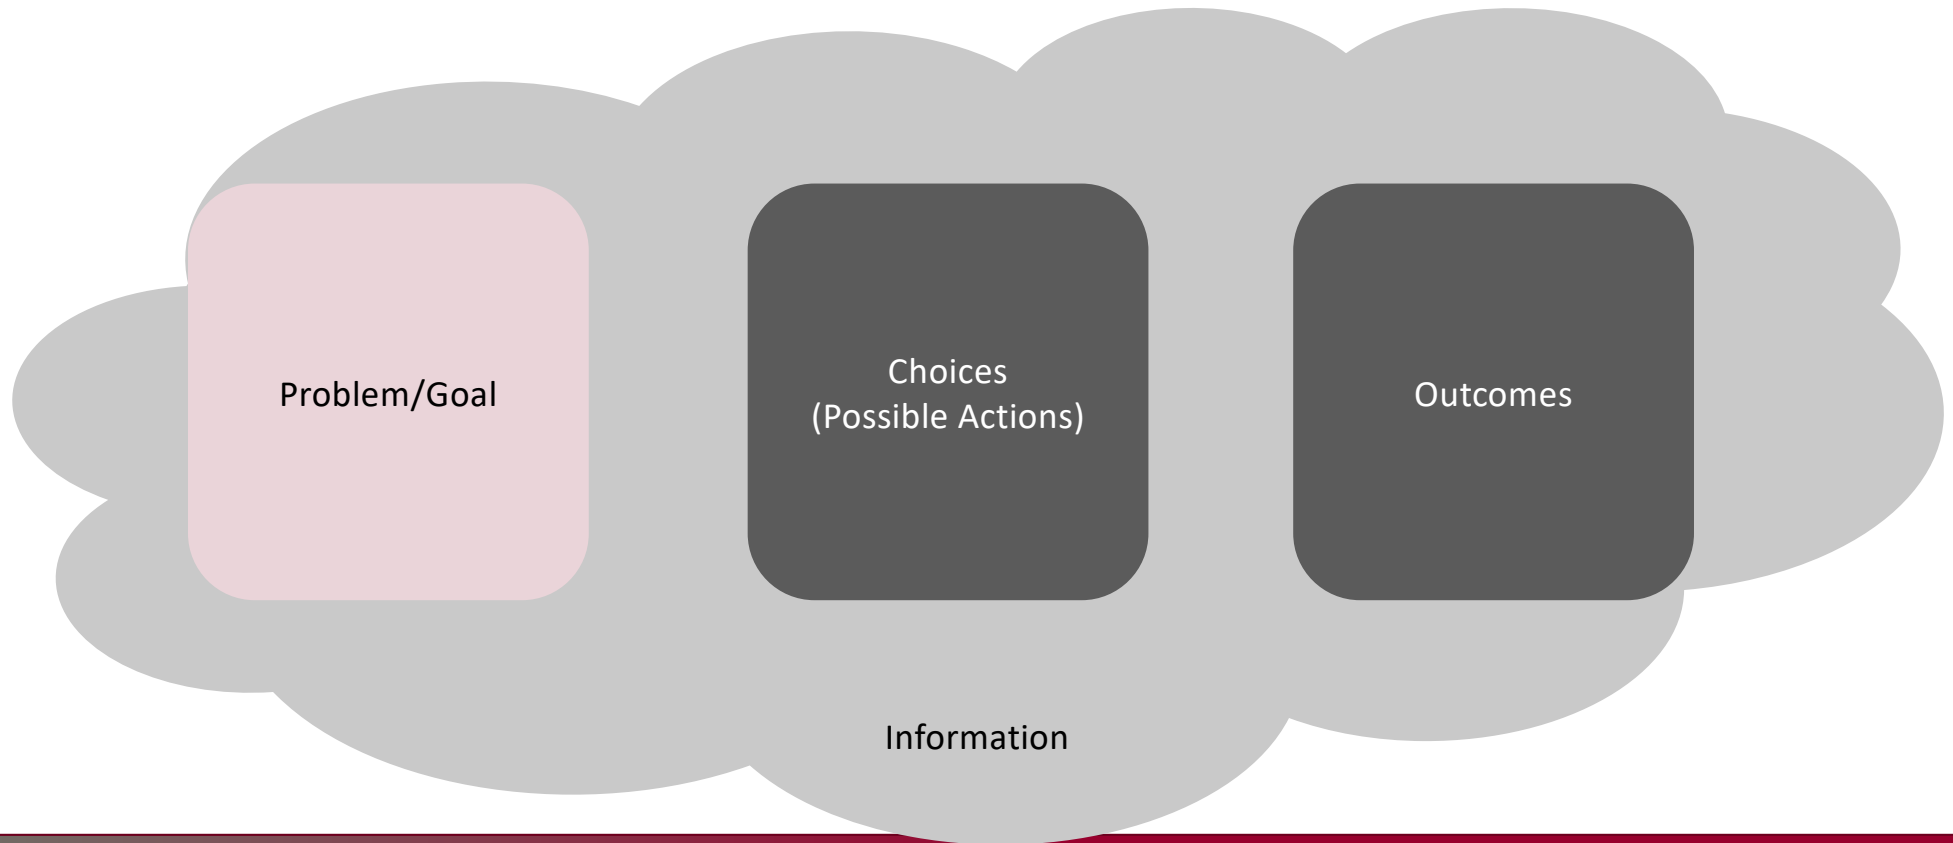 Problem/Goal
Choices
(Possible Actions)
Outcomes
Information